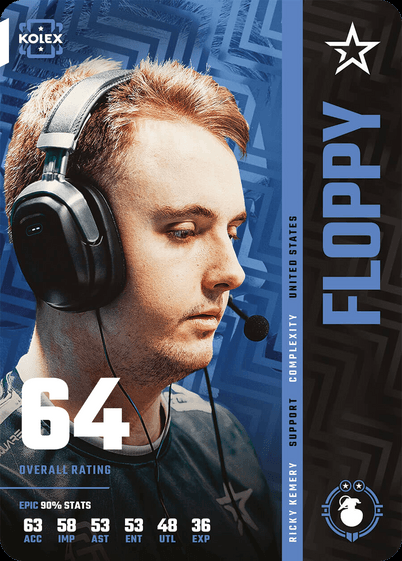 KOLEX
FLOPPY
RICKY KEMERY SUPPORT COMPLEXITY UNITED STATES
64
OVERALL RATING
EPIC 90% STATS
63 58 53 53 48 36
ACC IMP AST ENT UTL EXP